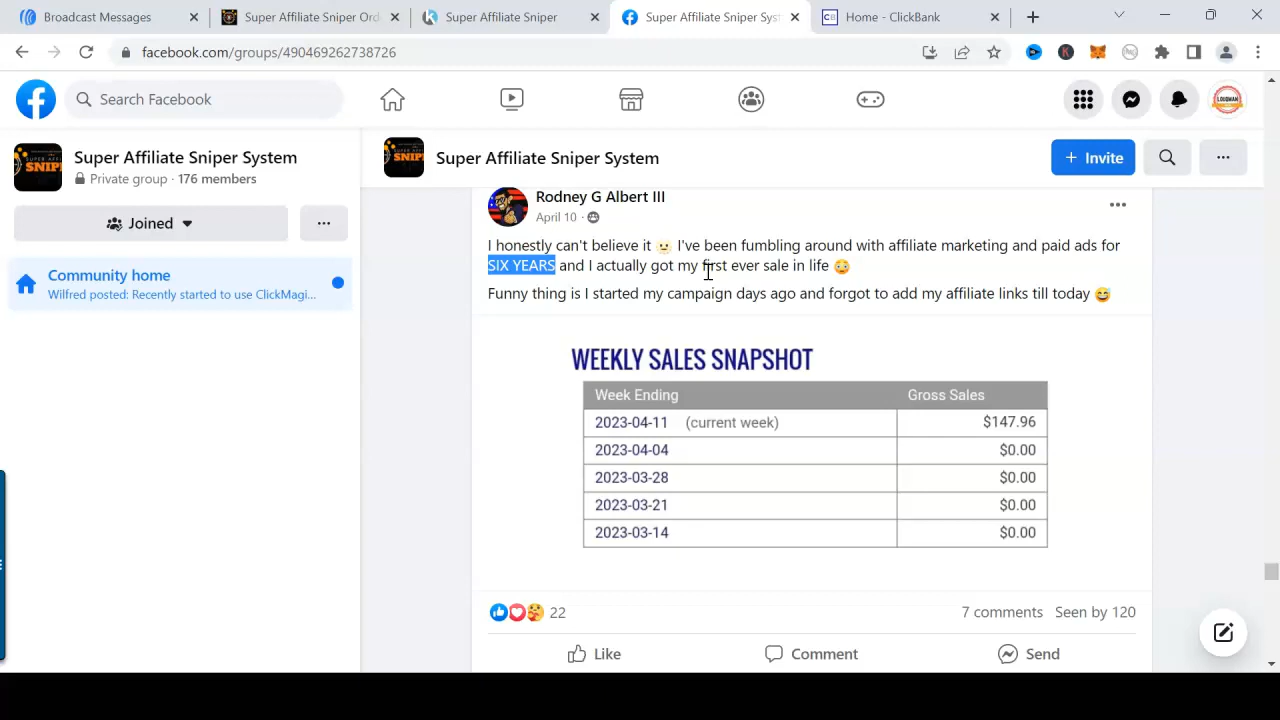 Broadcast Messages
Super Affiliate Sniper Ord
Super Affiliate Sniper
Super Affiliate Sniper Sys
CB
Home - ClickBank
facebook.com/groups/490469262738726
Search Facebook
Super Affiliate Sniper System
Private group · 176 members
Joined
Community home
Wilfred posted: Recently started to use ClickMagi...
Super Affiliate Sniper System
+ Invite
Rodney G Albert III
April 10 ·
I honestly can't believe it 🫡 I've been fumbling around with affiliate marketing and paid ads for
SIX YEARS and I actually got my first ever sale in life 😳
Funny thing is I started my campaign days ago and forgot to add my affiliate links till today 😅
WEEKLY SALES SNAPSHOT
Week Ending Gross Sales
2023-04-11 (current week) $147.96
2023-04-04 $0.00
2023-03-28 $0.00
2023-03-21 $0.00
2023-03-14 $0.00
22 7 comments Seen by 120
Like Comment Send